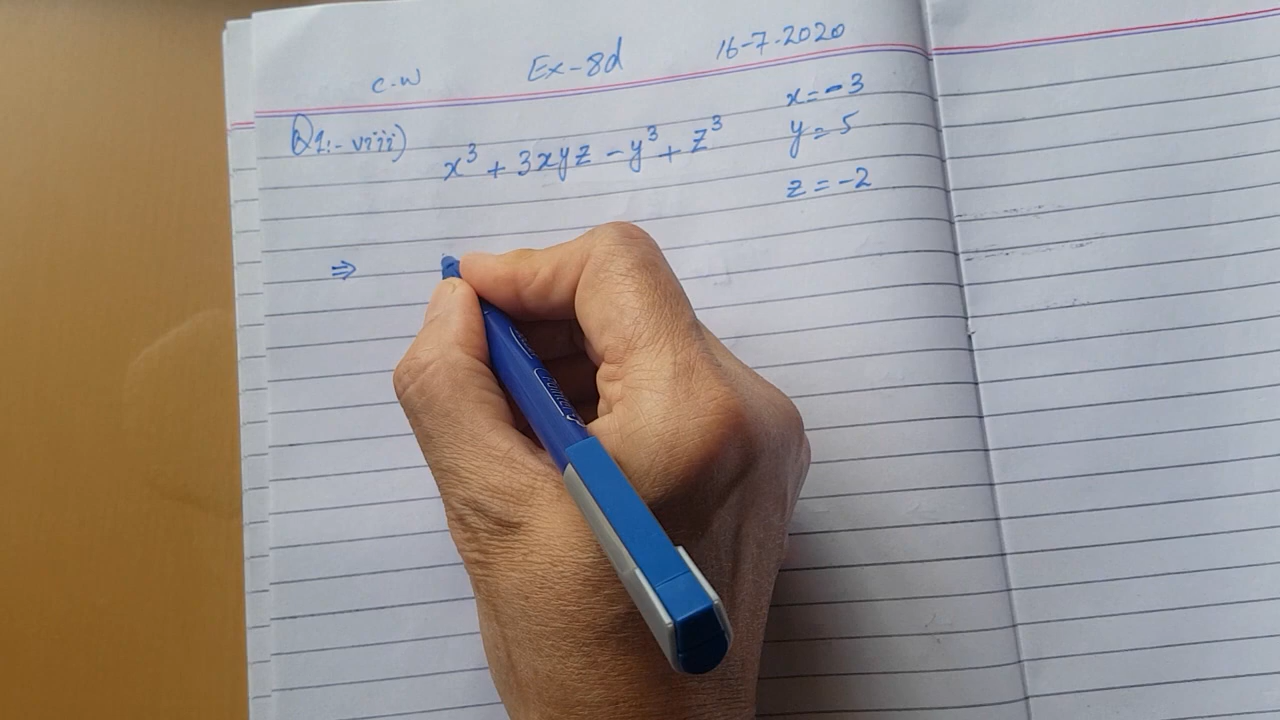 c.w Ex-8d 16-7-2020
Q1:- viii) x³ + 3xyz - y³ + z³
x = -3
y = 5
z = -2
⇒